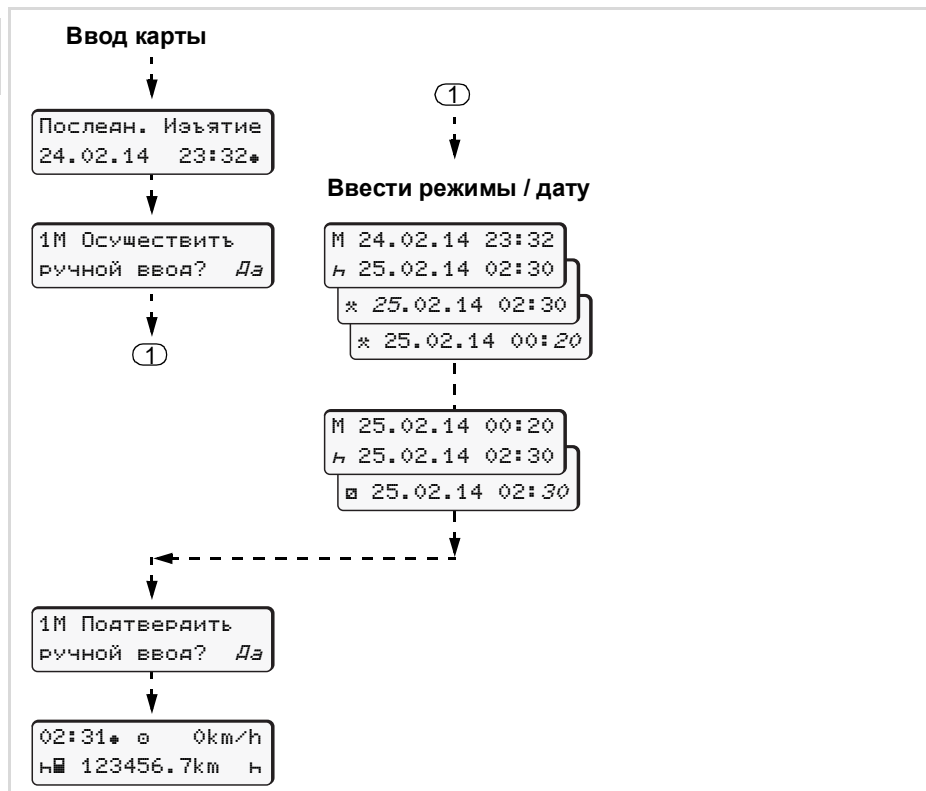 Ввод карты
Последн. Изъятие
24.02.14 23:32
1М Осуществить
ручной ввод? Да
1
1
Ввести режимы / дату
М 24.02.14 23:32
25.02.14 02:30
25.02.14 02:30
25.02.14 00:20
М 25.02.14 00:20
25.02.14 02:30
25.02.14 02:30
1М Подтвердить
ручной ввод? Да
02:31 0km/h
123456.7km